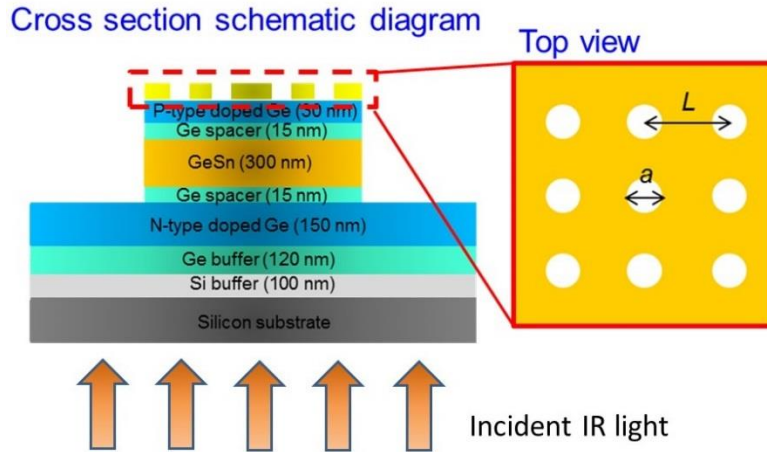 Cross section schematic diagram
Top view
P-type doped Ge (50 nm)
Ge spacer (15 nm)
GeSn (300 nm)
Ge spacer (15 nm)
N-type doped Ge (150 nm)
Ge buffer (120 nm)
Si buffer (100 nm)
Silicon substrate
L
a
Incident IR light